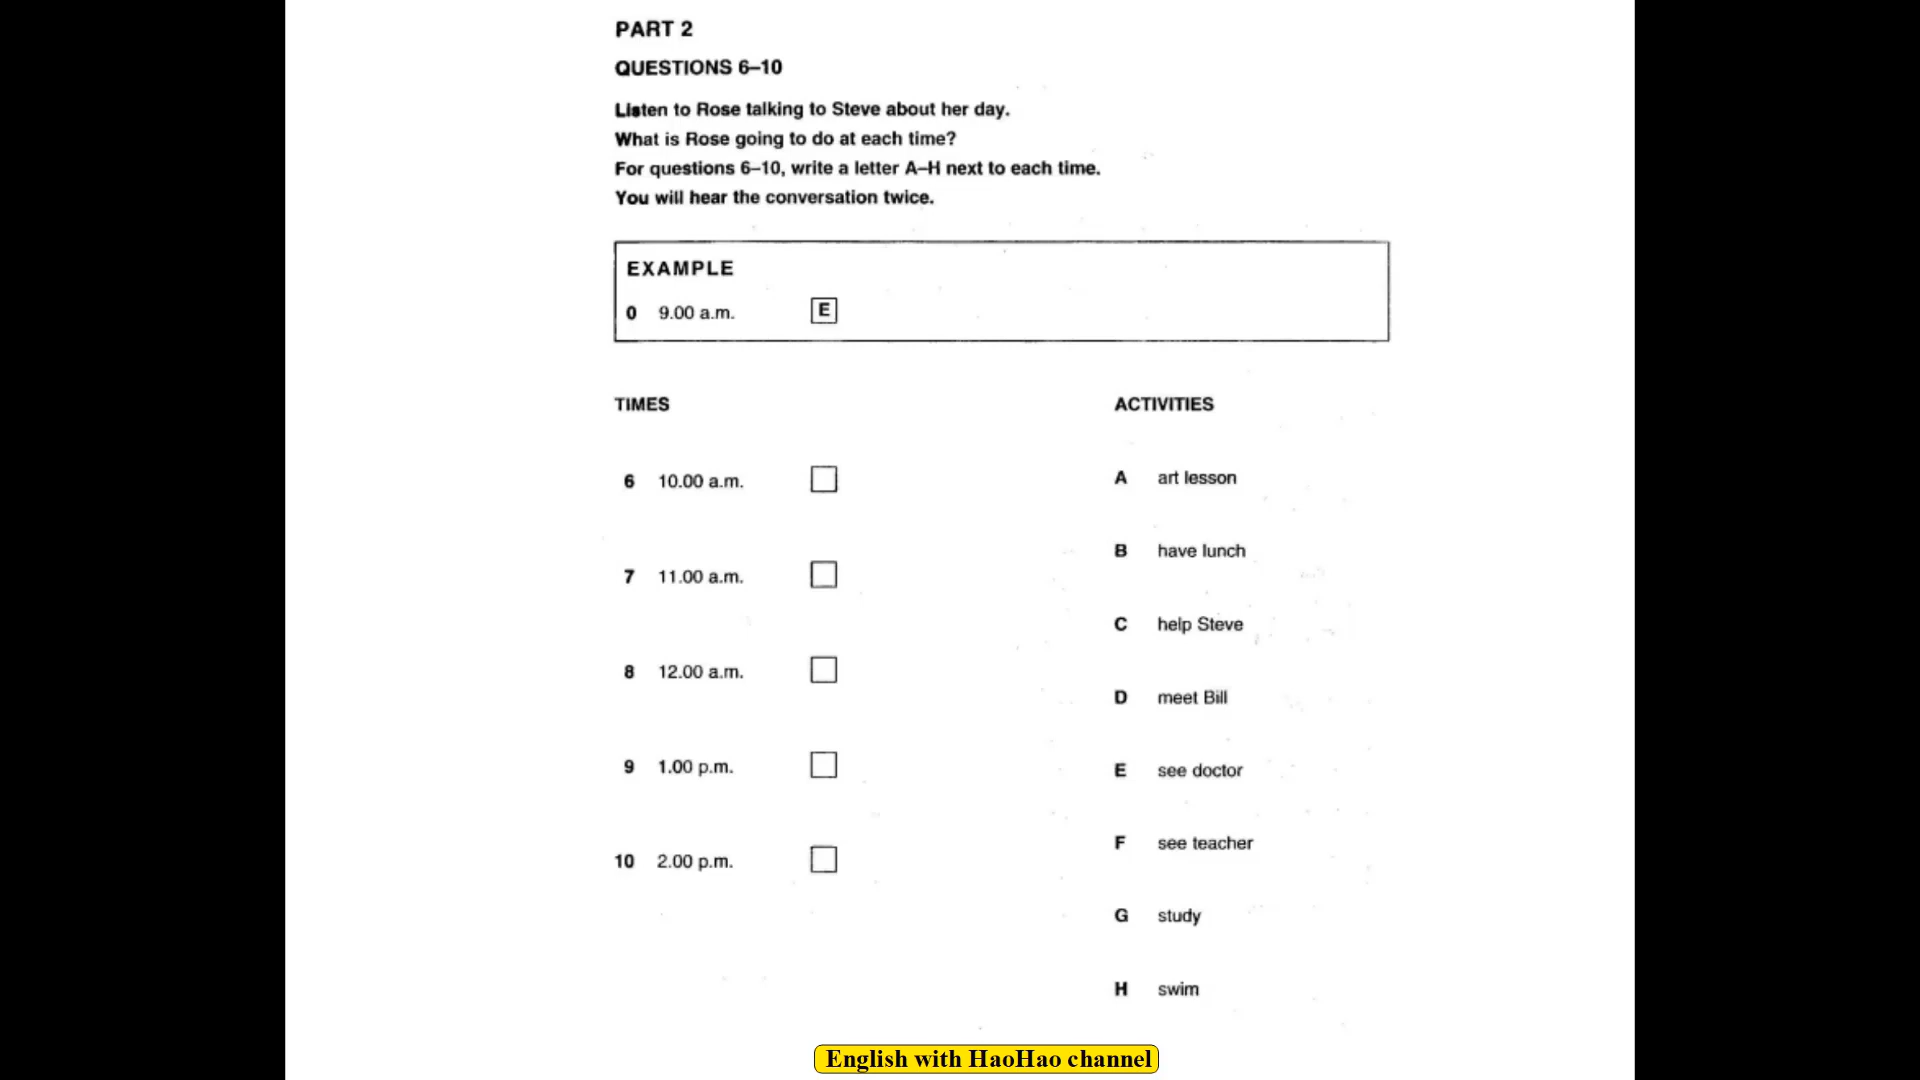 PART 2
QUESTIONS 6–10
Listen to Rose talking to Steve about her day.
What is Rose going to do at each time?
For questions 6–10, write a letter A–H next to each time.
You will hear the conversation twice.
EXAMPLE
0 9.00 a.m. E
TIMES
6 10.00 a.m.
7 11.00 a.m.
8 12.00 a.m.
9 1.00 p.m.
10 2.00 p.m.
ACTIVITIES
A art lesson
B have lunch
C help Steve
D meet Bill
E see doctor
F see teacher
G study
H swim
English with HaoHao channel